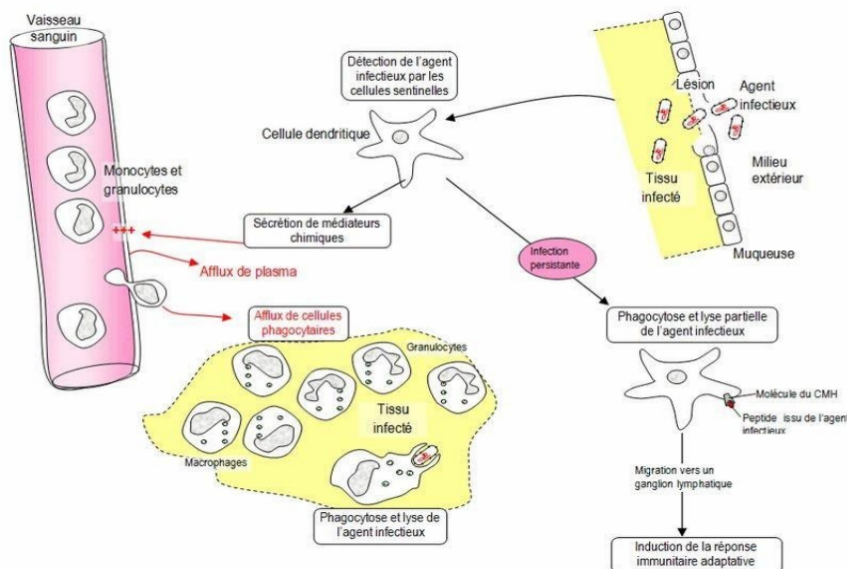 Vaisseau
sanguin
Détection de l'agent
infectieux par les
cellules sentinelles
Lésion
Agent
infectieux
Cellule dendritique
Monocytes et
granulocytes
Tissu
infecté
Milieu
extérieur
Sécrétion de médiateurs
chimiques
+++
Muqueuse
Afflux de plasma
Infection
persistante
Afflux de cellules
phagocytaires
Phagocytose et lyse partielle
de l'agent infectieux
Granulocytes
Tissu
infecté
Macrophages
Molécule du CMH
Peptide issu de l'agent
infectieux
Migration vers un
ganglion lymphatique
Phagocytose et lyse de
l'agent infectieux
Induction de la réponse
immunitaire adaptative